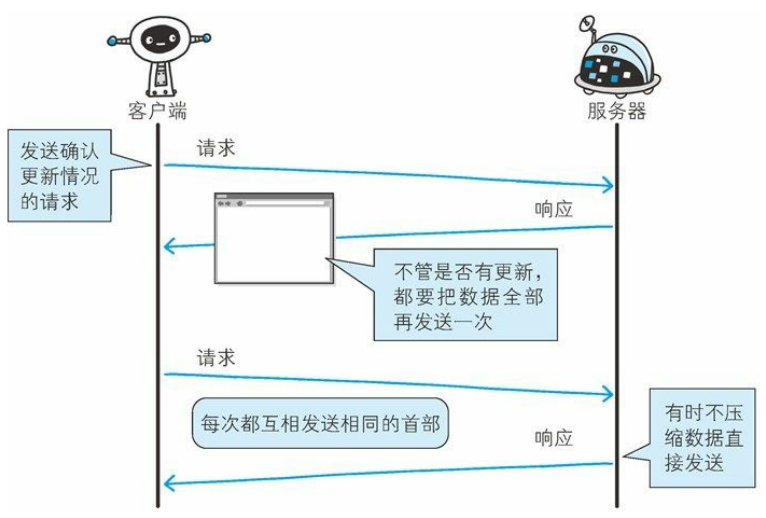 客户端
服务器
发送确认
更新情况
的请求
请求
响应
不管是否有更新，
都要把数据全部
再发送一次
请求
每次都互相发送相同的首部
响应
有时不压
缩数据直
接发送